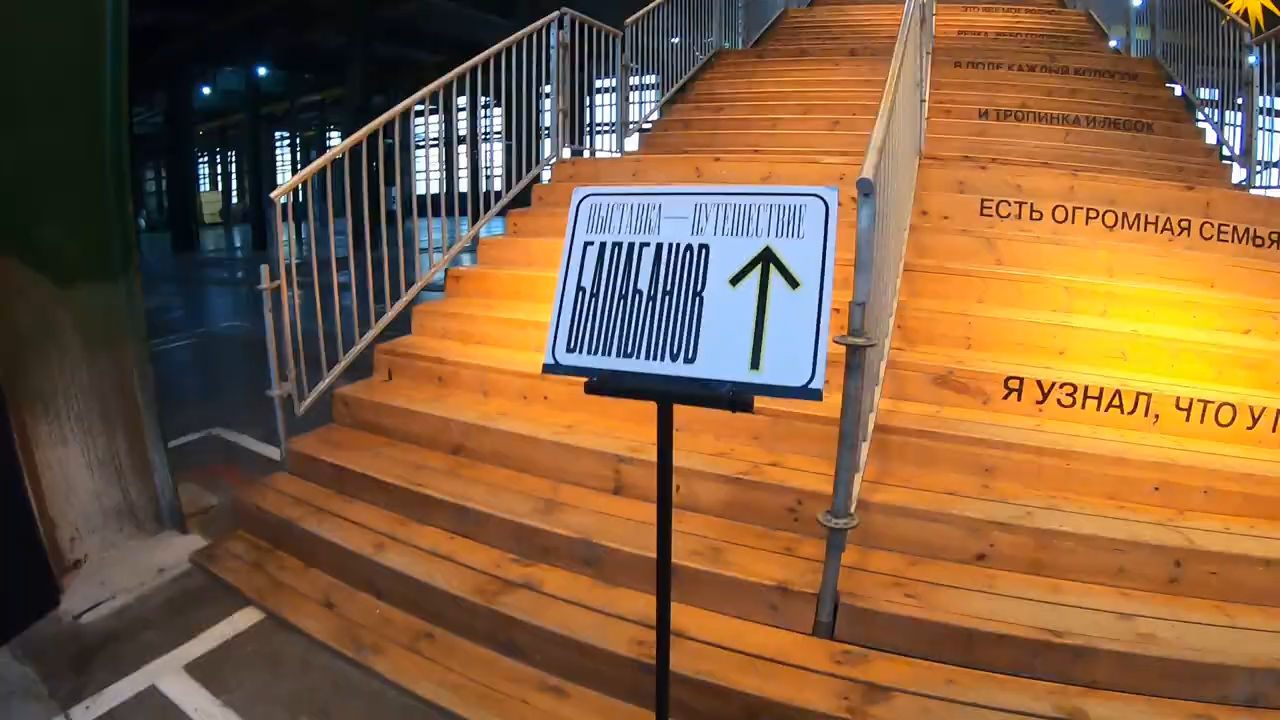 ВЫСТАВКА — ПУТЕШЕСТВИЕ
БАЛАБАНОВ
В ПОЛЕ КАЖДЫЙ КОЛОСОК
И ТРОПИНКА И ЛЕСОК
ЕСТЬ ОГРОМНАЯ СЕМЬЯ
Я УЗНАЛ, ЧТО У